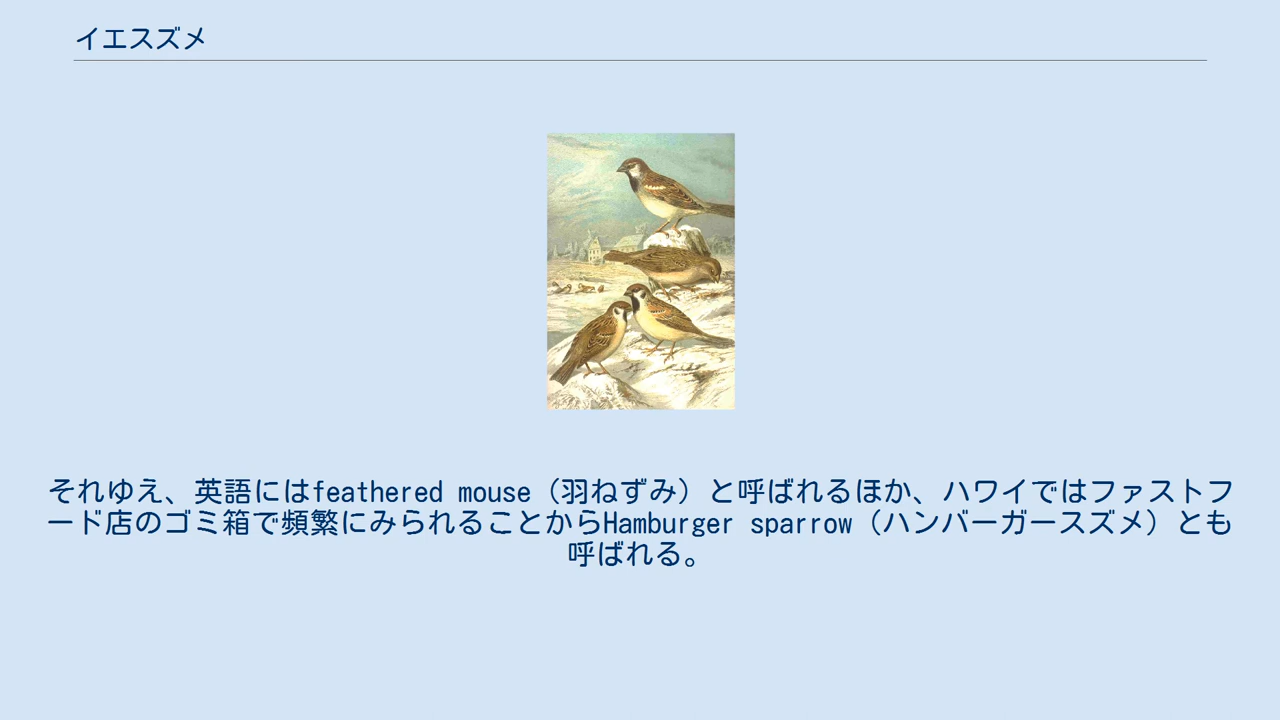 イエスズメ
それゆえ、英語にはfeathered mouse（羽ねずみ）と呼ばれるほか、ハワイではファストフ
ード店のゴミ箱で頻繁にみられることからHamburger sparrow（ハンバーガースズメ）とも
呼ばれる。